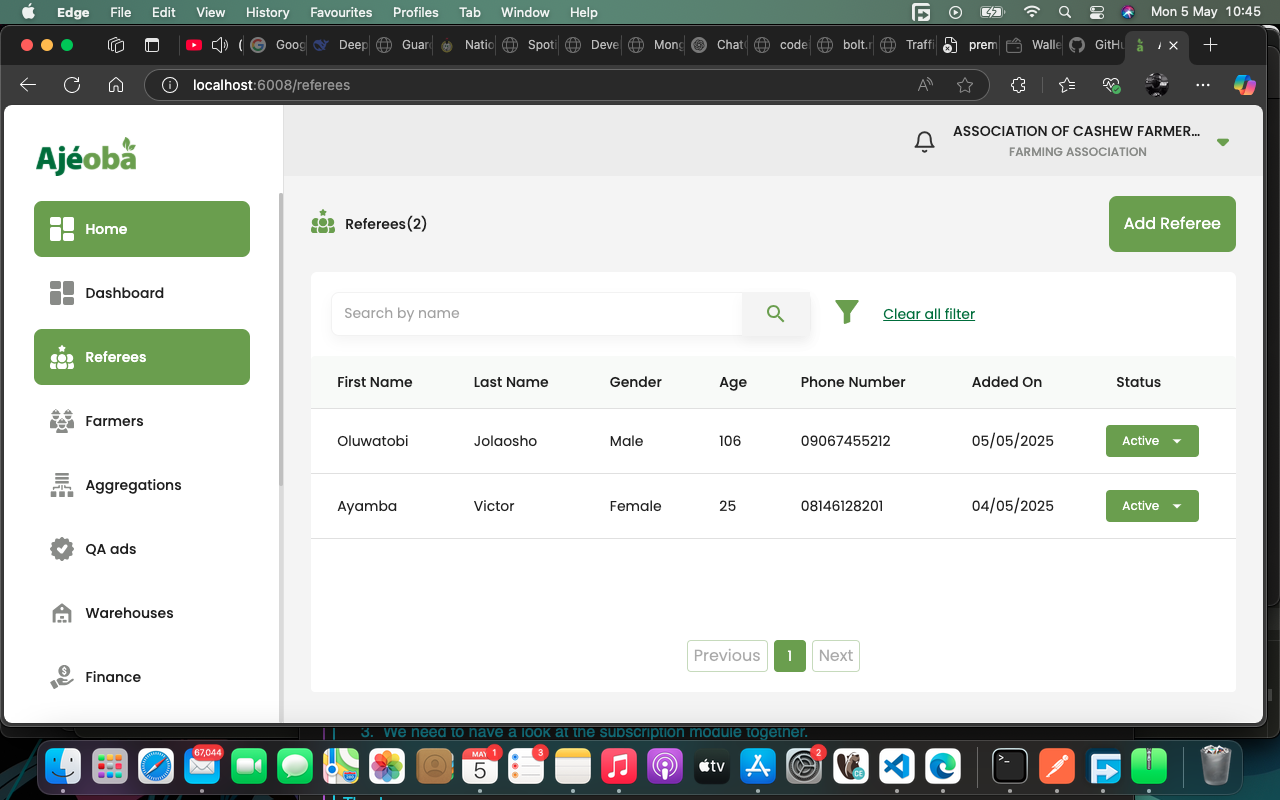 Edge File Edit View History Favourites Profiles Tab Window Help Mon 5 May 10:45
Goog Deep Guar Natio Spoti Deve Mong Chat code bolt.r Traffi prem Walle GitHu
localhost:6008/referees
Ajéoba
ASSOCIATION OF CASHEW FARMER...
FARMING ASSOCIATION
Home
Dashboard
Referees
Farmers
Aggregations
QA ads
Warehouses
Finance
Referees(2)
Add Referee
Search by name
Clear all filter
First Name Last Name Gender Age Phone Number Added On Status
Oluwatobi Jolaosho Male 106 09067455212 05/05/2025 Active
Ayamba Victor Female 25 08146128201 04/05/2025 Active
Previous 1 Next
3. We need to have a look at the subscription module together.
67,044
MAY 5
1
3
tv
2